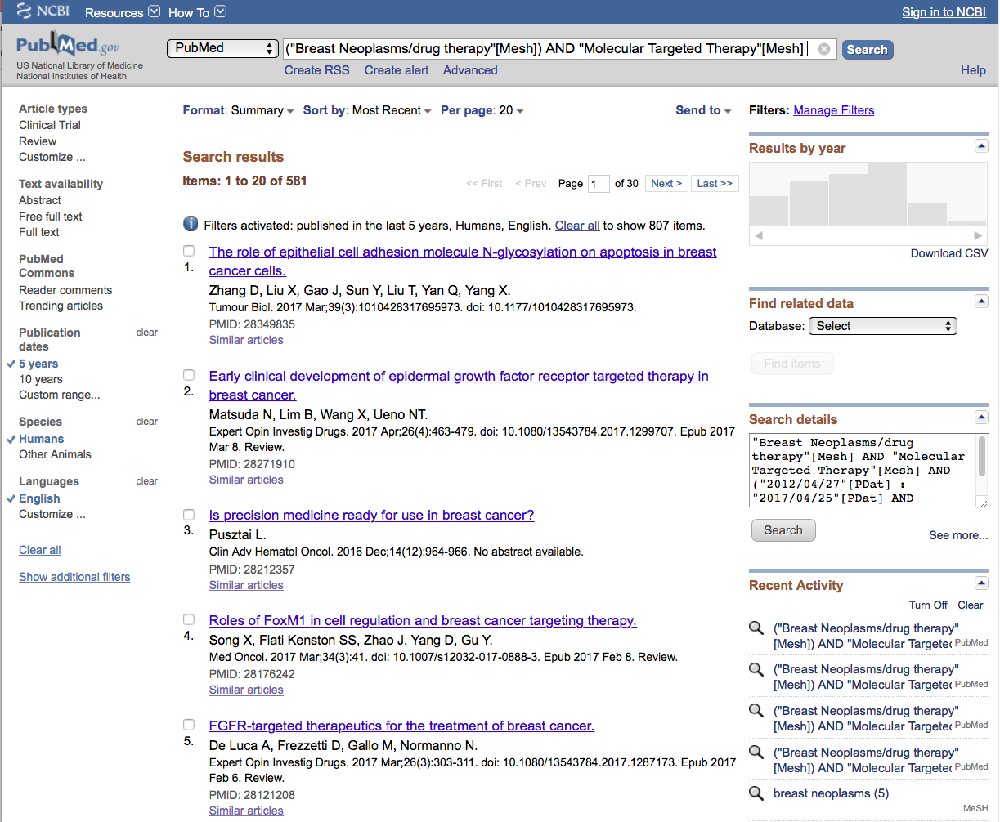 NCBI Resources How To Sign in to NCBI
PubMed.gov
US National Library of Medicine
National Institutes of Health
PubMed
("Breast Neoplasms/drug therapy"[Mesh]) AND "Molecular Targeted Therapy"[Mesh]
Search
Create RSS Create alert Advanced
Help
Article types
Clinical Trial
Review
Customize ...
Text availability
Abstract
Free full text
Full text
PubMed
Commons
Reader comments
Trending articles
Publication
dates
clear
5 years
10 years
Custom range...
Species clear
Humans
Other Animals
Languages clear
English
Customize ...
Clear all
Show additional filters
Format: Summary Sort by: Most Recent Per page: 20 Send to
Search results
Items: 1 to 20 of 581
<< First < Prev Page 1 of 30 Next > Last >>
Filters activated: published in the last 5 years, Humans, English. Clear all to show 807 items.
1.
The role of epithelial cell adhesion molecule N-glycosylation on apoptosis in breast
cancer cells.
Zhang D, Liu X, Gao J, Sun Y, Liu T, Yan Q, Yang X.
Tumour Biol. 2017 Mar;39(3):1010428317695973. doi: 10.1177/1010428317695973.
PMID: 28349835
Similar articles
2.
Early clinical development of epidermal growth factor receptor targeted therapy in
breast cancer.
Matsuda N, Lim B, Wang X, Ueno NT.
Expert Opin Investig Drugs. 2017 Apr;26(4):463-479. doi: 10.1080/13543784.2017.1299707. Epub 2017
Mar 8. Review.
PMID: 28271910
Similar articles
3.
Is precision medicine ready for use in breast cancer?
Pusztai L.
Clin Adv Hematol Oncol. 2016 Dec;14(12):964-966. No abstract available.
PMID: 28212357
Similar articles
4.
Roles of FoxM1 in cell regulation and breast cancer targeting therapy.
Song X, Fiati Kenston SS, Zhao J, Yang D, Gu Y.
Med Oncol. 2017 Mar;34(3):41. doi: 10.1007/s12032-017-0888-3. Epub 2017 Feb 8. Review.
PMID: 28176242
Similar articles
5.
FGFR-targeted therapeutics for the treatment of breast cancer.
De Luca A, Frezzetti D, Gallo M, Normanno N.
Expert Opin Investig Drugs. 2017 Mar;26(3):303-311. doi: 10.1080/13543784.2017.1287173. Epub 2017
Feb 6. Review.
PMID: 28121208
Similar articles
Filters: Manage Filters
Results by year
Download CSV
Find related data
Database: Select
Find items
Search details
"Breast Neoplasms/drug
therapy"[Mesh] AND "Molecular
Targeted Therapy"[Mesh] AND
("2012/04/27"[PDat] :
"2017/04/25"[PDat] AND
Search
See more...
Recent Activity
Turn Off Clear
("Breast Neoplasms/drug therapy"
[Mesh]) AND "Molecular Targeted PubMed
("Breast Neoplasms/drug therapy"
[Mesh]) AND "Molecular Targeted PubMed
("Breast Neoplasms/drug therapy"
[Mesh]) AND "Molecular Targeted PubMed
("Breast Neoplasms/drug therapy"
[Mesh]) AND "Molecular Targeted PubMed
breast neoplasms (5)
MeSH